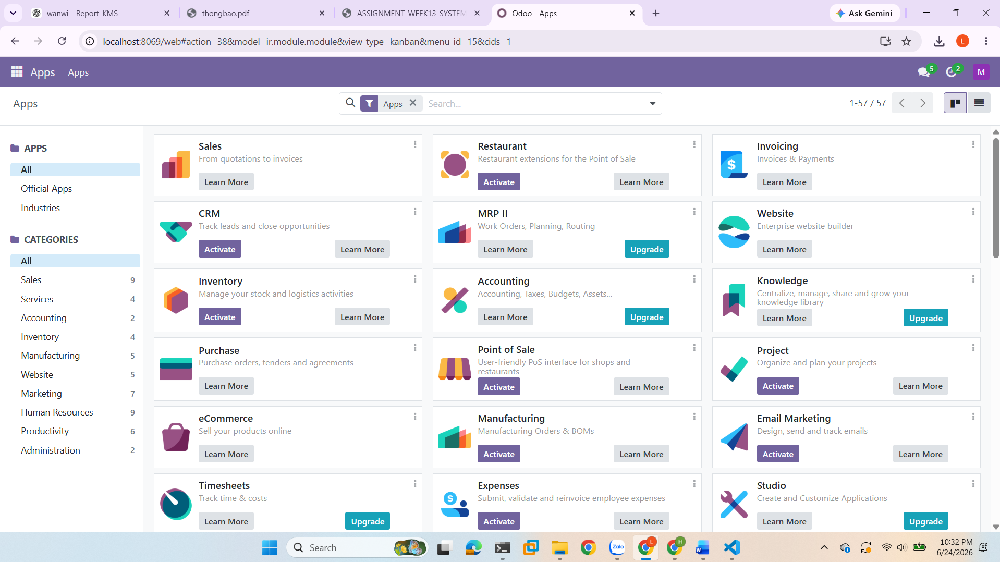 wanwi - Report_KMS
thongbao.pdf
ASSIGNMENT_WEEK13_SYSTEM
Odoo - Apps
Ask Gemini
localhost:8069/web#action=38&model=ir.module.module&view_type=kanban&menu_id=15&cids=1
L
Apps
Apps
5
2
M
Apps
Apps
Search...
1-57 / 57
APPS
All
Official Apps
Industries
CATEGORIES
All
Sales 9
Services 4
Accounting 2
Inventory 4
Manufacturing 5
Website 5
Marketing 7
Human Resources 9
Productivity 6
Administration 2
Sales
From quotations to invoices
Learn More
Restaurant
Restaurant extensions for the Point of Sale
Activate Learn More
Invoicing
Invoices & Payments
Learn More
CRM
Track leads and close opportunities
Activate Learn More
MRP II
Work Orders, Planning, Routing
Learn More Upgrade
Website
Enterprise website builder
Learn More
Inventory
Manage your stock and logistics activities
Activate Learn More
Accounting
Accounting, Taxes, Budgets, Assets...
Learn More Upgrade
Knowledge
Centralize, manage, share and grow your
knowledge library
Learn More Upgrade
Purchase
Purchase orders, tenders and agreements
Learn More
Point of Sale
User-friendly PoS interface for shops and
restaurants
Activate Learn More
Project
Organize and plan your projects
Activate Learn More
eCommerce
Sell your products online
Learn More
Manufacturing
Manufacturing Orders & BOMs
Activate Learn More
Email Marketing
Design, send and track emails
Activate Learn More
Timesheets
Track time & costs
Learn More Upgrade
Expenses
Submit, validate and reinvoice employee expenses
Activate Learn More
Studio
Create and Customize Applications
Learn More Upgrade
Search
Zalo
L
H
W
10:32 PM
6/24/2026